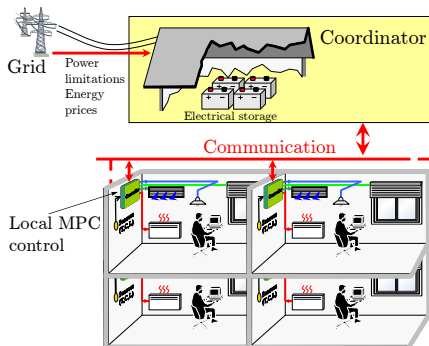 Coordinator
Grid
Power
limitations
Energy
prices
Electrical storage
Communication
Local MPC
control